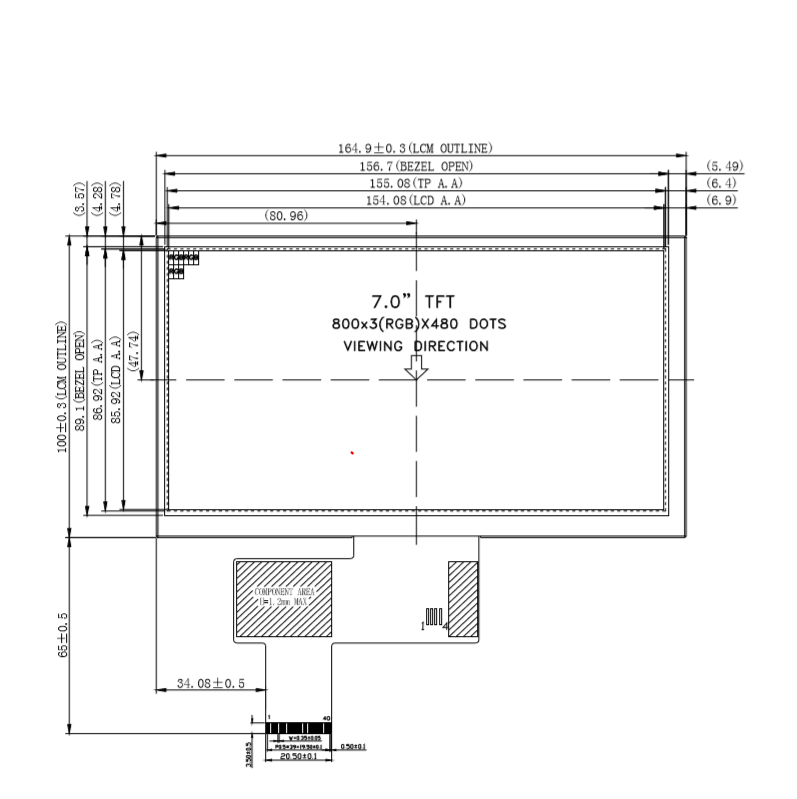 164.9±0.3(LCM OUTLINE)
156.7(BEZEL OPEN)
(5.49)
155.08(TP A.A)
(6.4)
154.08(LCD A.A)
(6.9)
(80.96)
(3.57)
(4.28)
(4.78)
RGBRGB
RGB
7.0” TFT
800x3(RGB)X480 DOTS
VIEWING DIRECTION
100±0.3(LCM OUTLINE)
89.1(BEZEL OPEN)
86.92(TP A.A)
85.92(LCD A.A)
(47.74)
COMPONENT AREA
H=1.2mm MAX
1
4
65±0.5
34.08±0.5
1
40
W=0.35±0.05
P0.5*39=19.50±0.1
0.50±0.1
20.50±0.1
3.50±0.5